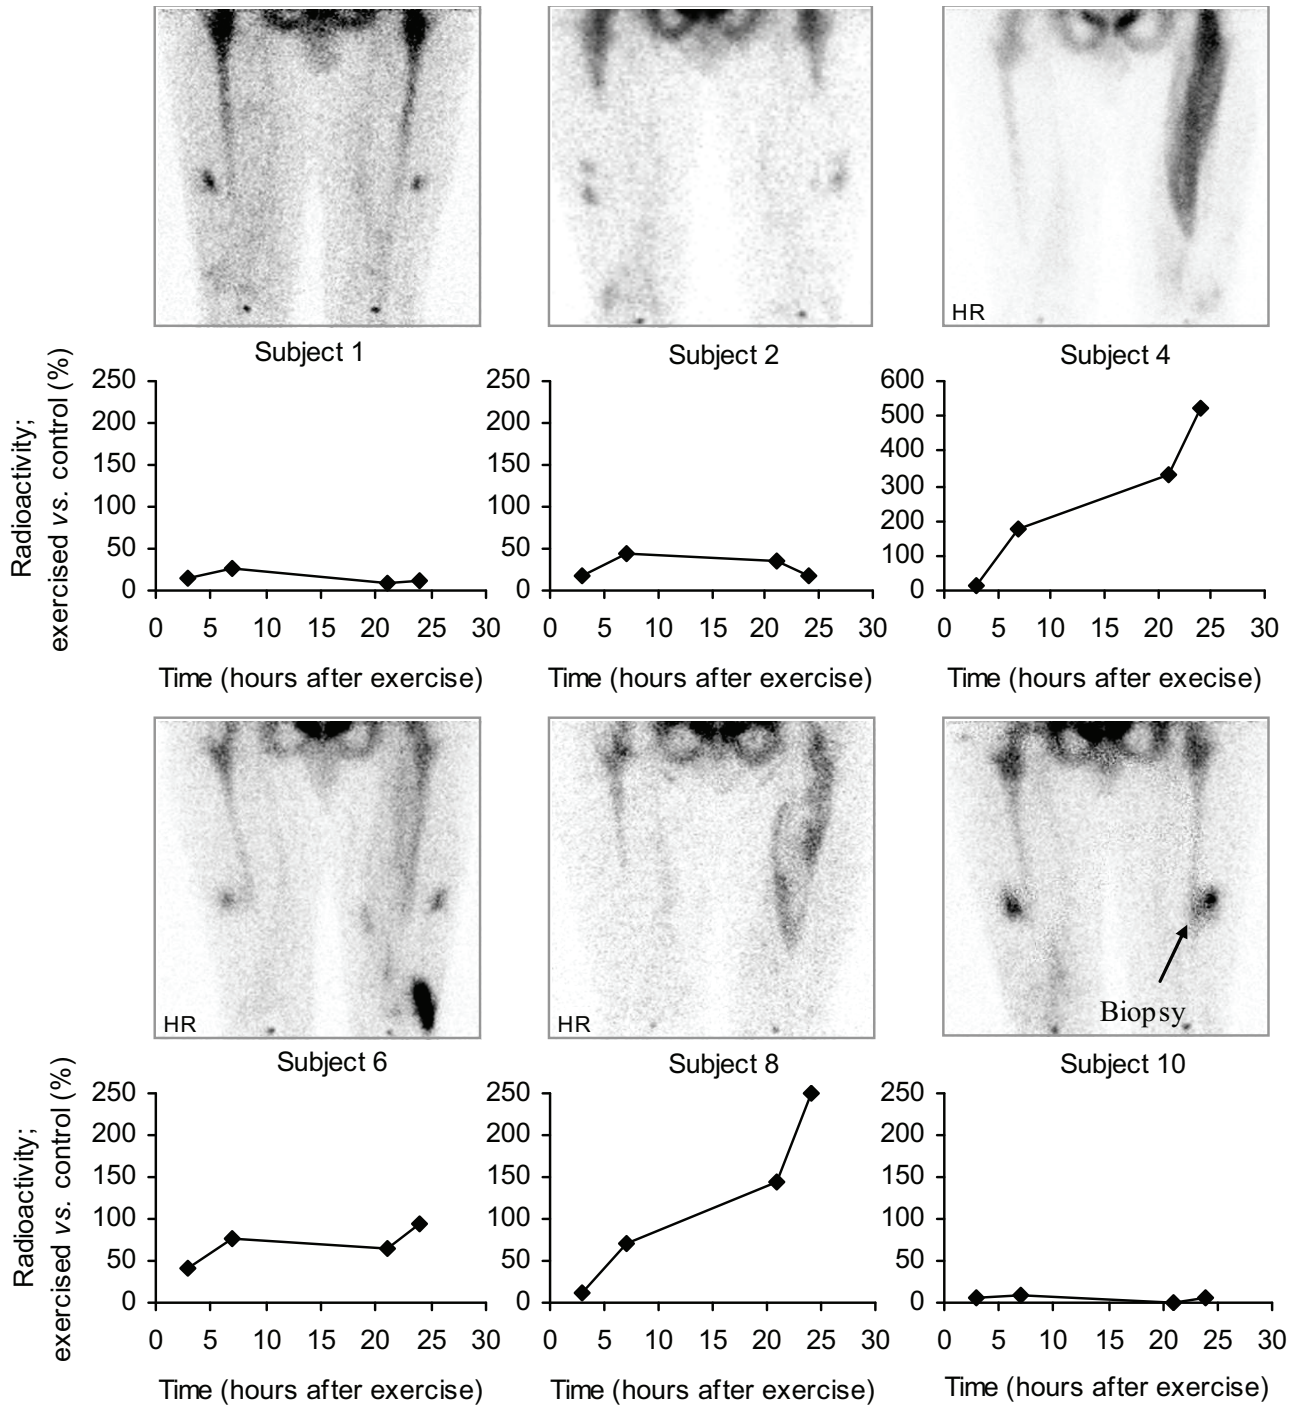 HR
Subject 1
Subject 2
Subject 4
Radioactivity;
exercised vs. control (%)
250
200
150
100
50
0
0 5 10 15 20 25 30
Time (hours after exercise)
250
200
150
100
50
0
0 5 10 15 20 25 30
Time (hours after exercise)
600
500
400
300
200
100
0
0 5 10 15 20 25 30
Time (hours after execise)
HR
HR
Biopsy
Subject 6
Subject 8
Subject 10
Radioactivity;
exercised vs. control (%)
250
200
150
100
50
0
0 5 10 15 20 25 30
Time (hours after exercise)
250
200
150
100
50
0
0 5 10 15 20 25 30
Time (hours after exercise)
250
200
150
100
50
0
0 5 10 15 20 25 30
Time (hours after exercise)